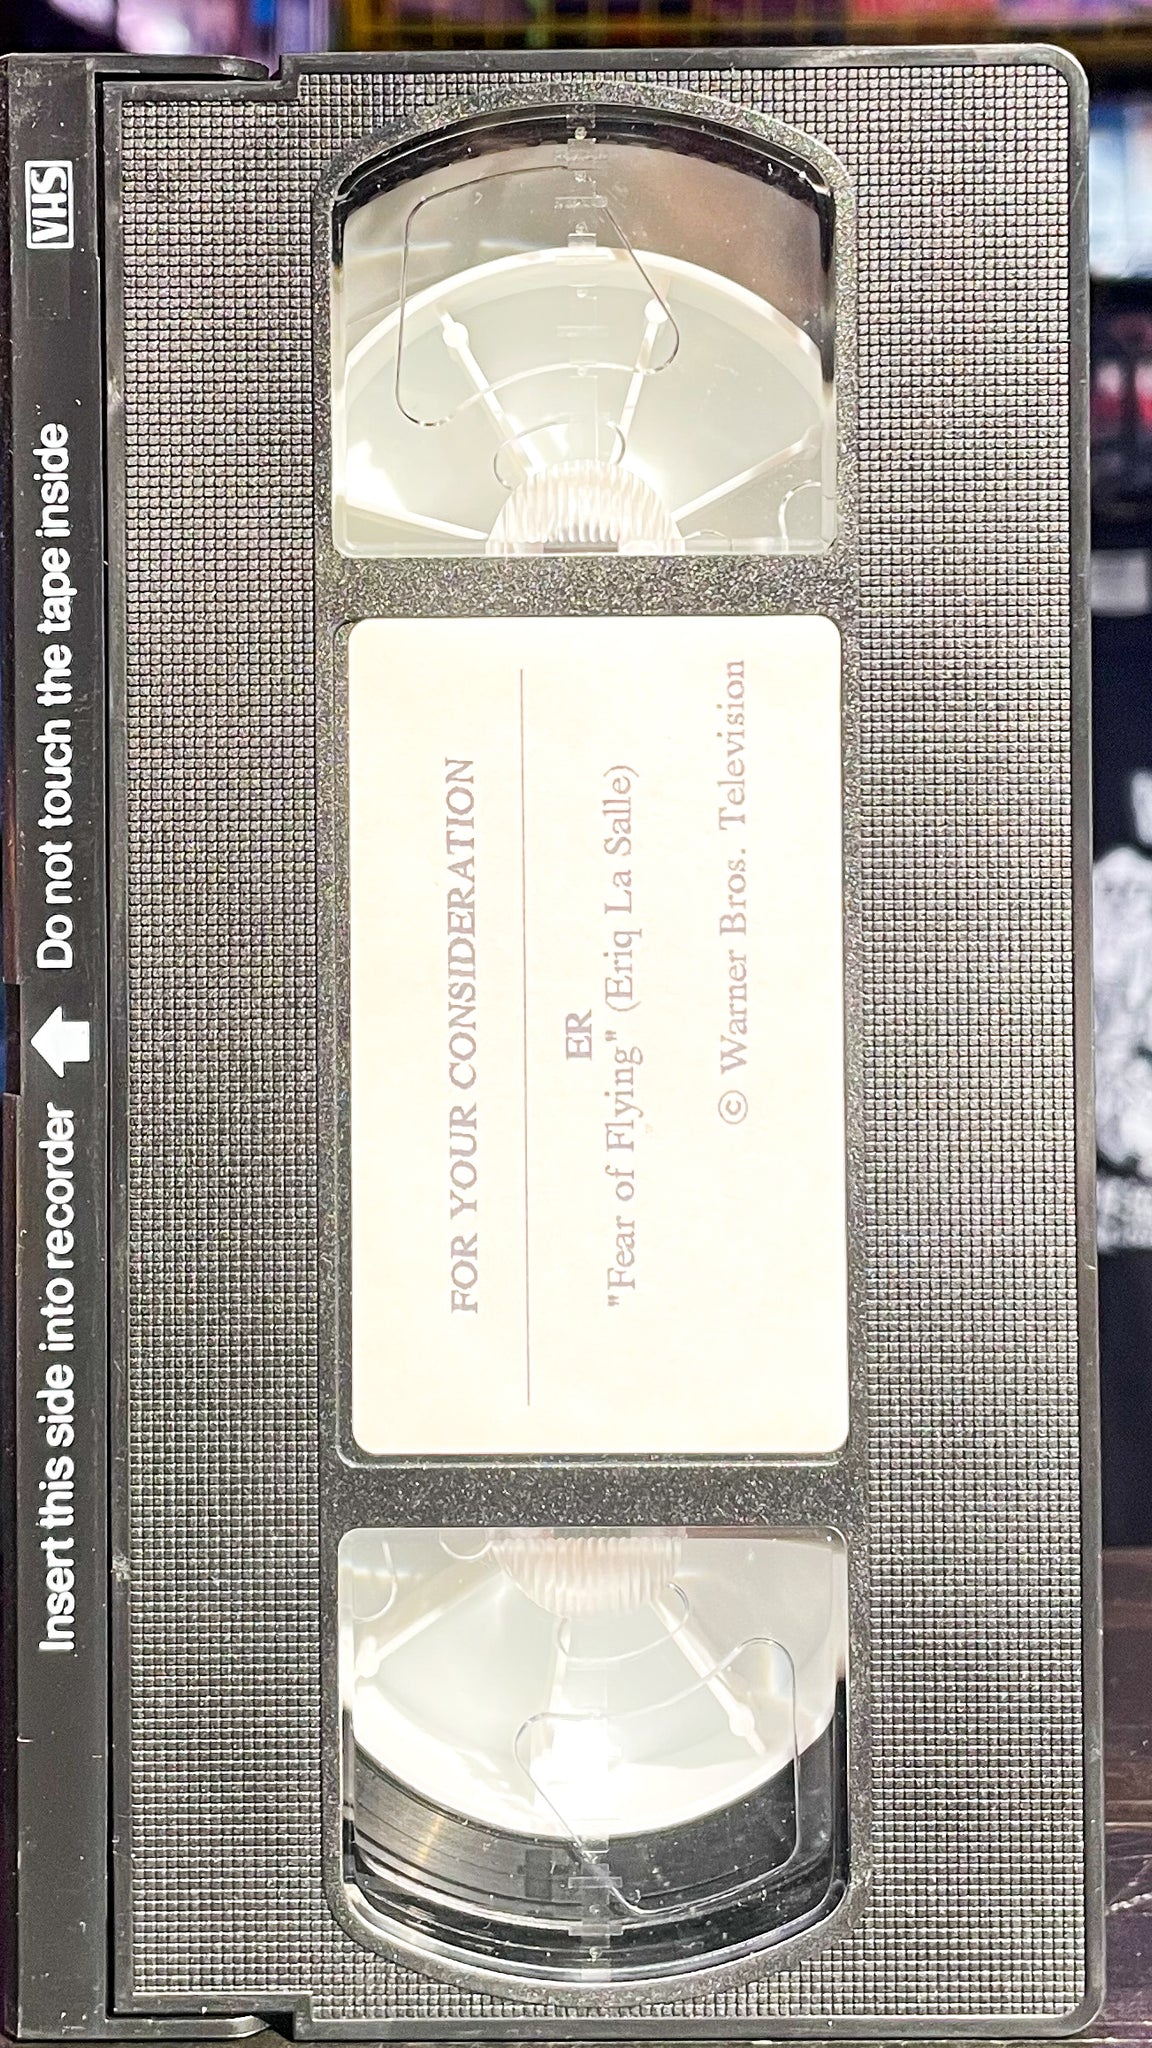 VHS
Insert this side into recorder ⬆ Do not touch the tape inside
FOR YOUR CONSIDERATION
ER
"Fear of Flying" (Eriq La Salle)
© Warner Bros. Television